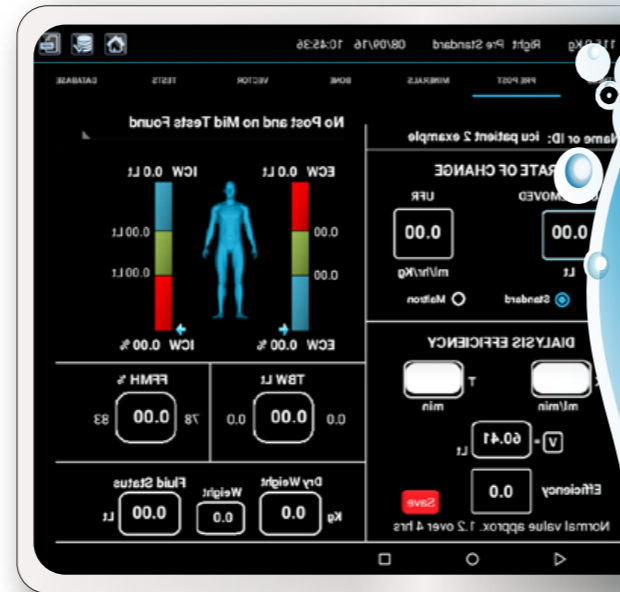 Kg Right Pre Standard 08/09/16 10:45:36
PRE POST MINERALS BONE VECTOR TESTS DATABASE
Name or ID: icu patient 2 example
RATE OF CHANGE
UFR
0.00 0.00
Lt ml/hr/Kg
Standard Maltron
DIALYSIS EFFICIENCY
T
ml/min min
V = 60.41 Lt
Efficiency 0.0 Save
Normal value approx. 1.2 over 4 hrs
No Post and no Mid Tests Found
ECW 0.0 Lt ICW 0.0 Lt
0.00 0.00 Lt
0.00 0.00 Lt
ECW 0.00 % ICW 0.00 %
TBW Lt FFMH %
0.0 0.00 0.0 78 0.00 83
Dry Weight Weight Fluid Status
Kg 0.0 0.0 0.00 Lt